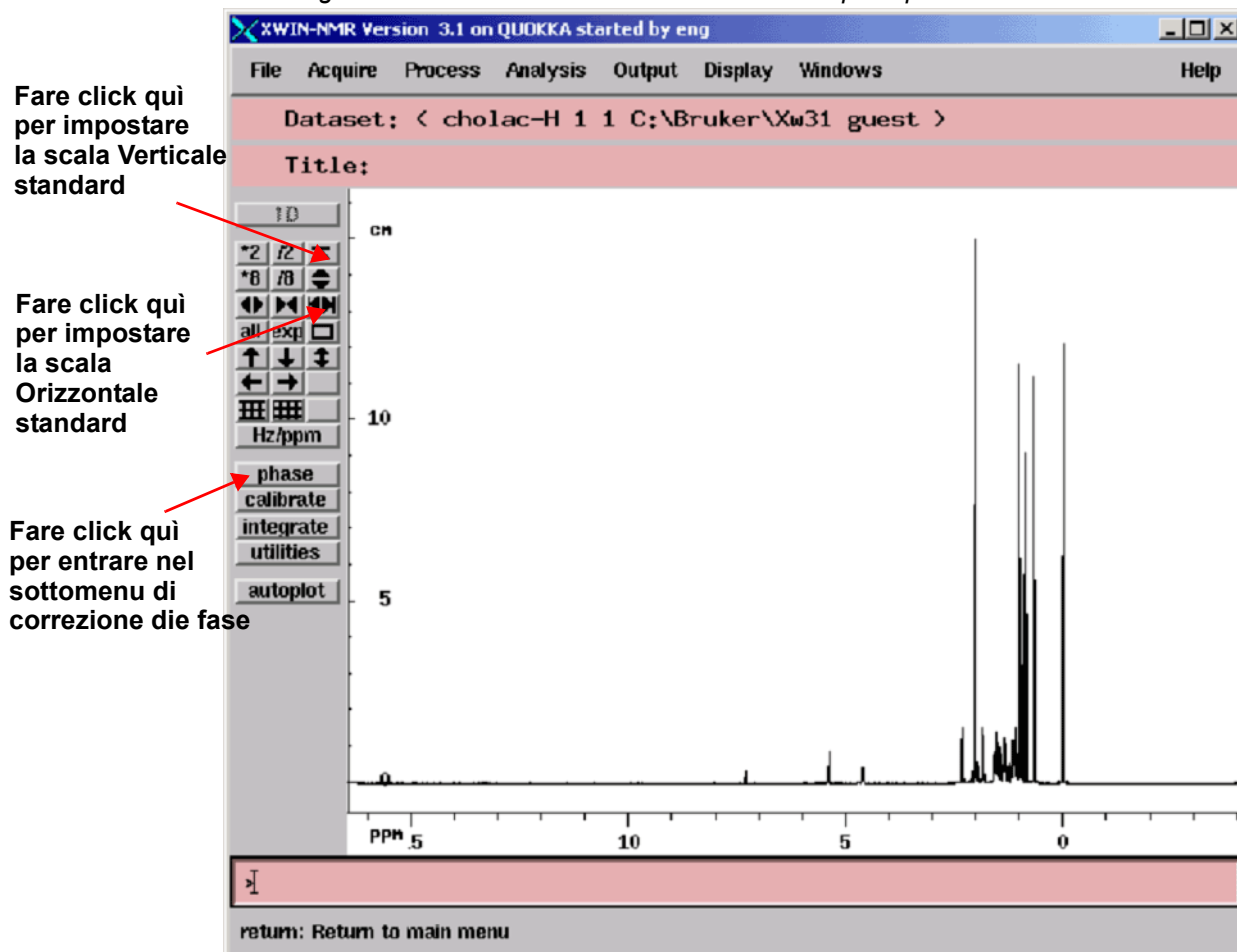 XWIN-NMR Version 3.1 on QUOKKA started by eng
File Acquire Process Analysis Output Display Windows Help
Dataset: < cholac-H 1 1 C:\Bruker\Xw31 guest >
Title:
Fare click quì
per impostare
la scala Verticale
standard
Fare click quì
per impostare
la scala
Orizzontale
standard
Fare click quì
per entrare nel
sottomenu di
correzione die fase
1D
*2 /2
*8 /8
all exp
Hz/ppm
phase
calibrate
integrate
utilities
autoplot
CM
10
5
0
PPM 5 10 5 0
>
return: Return to main menu